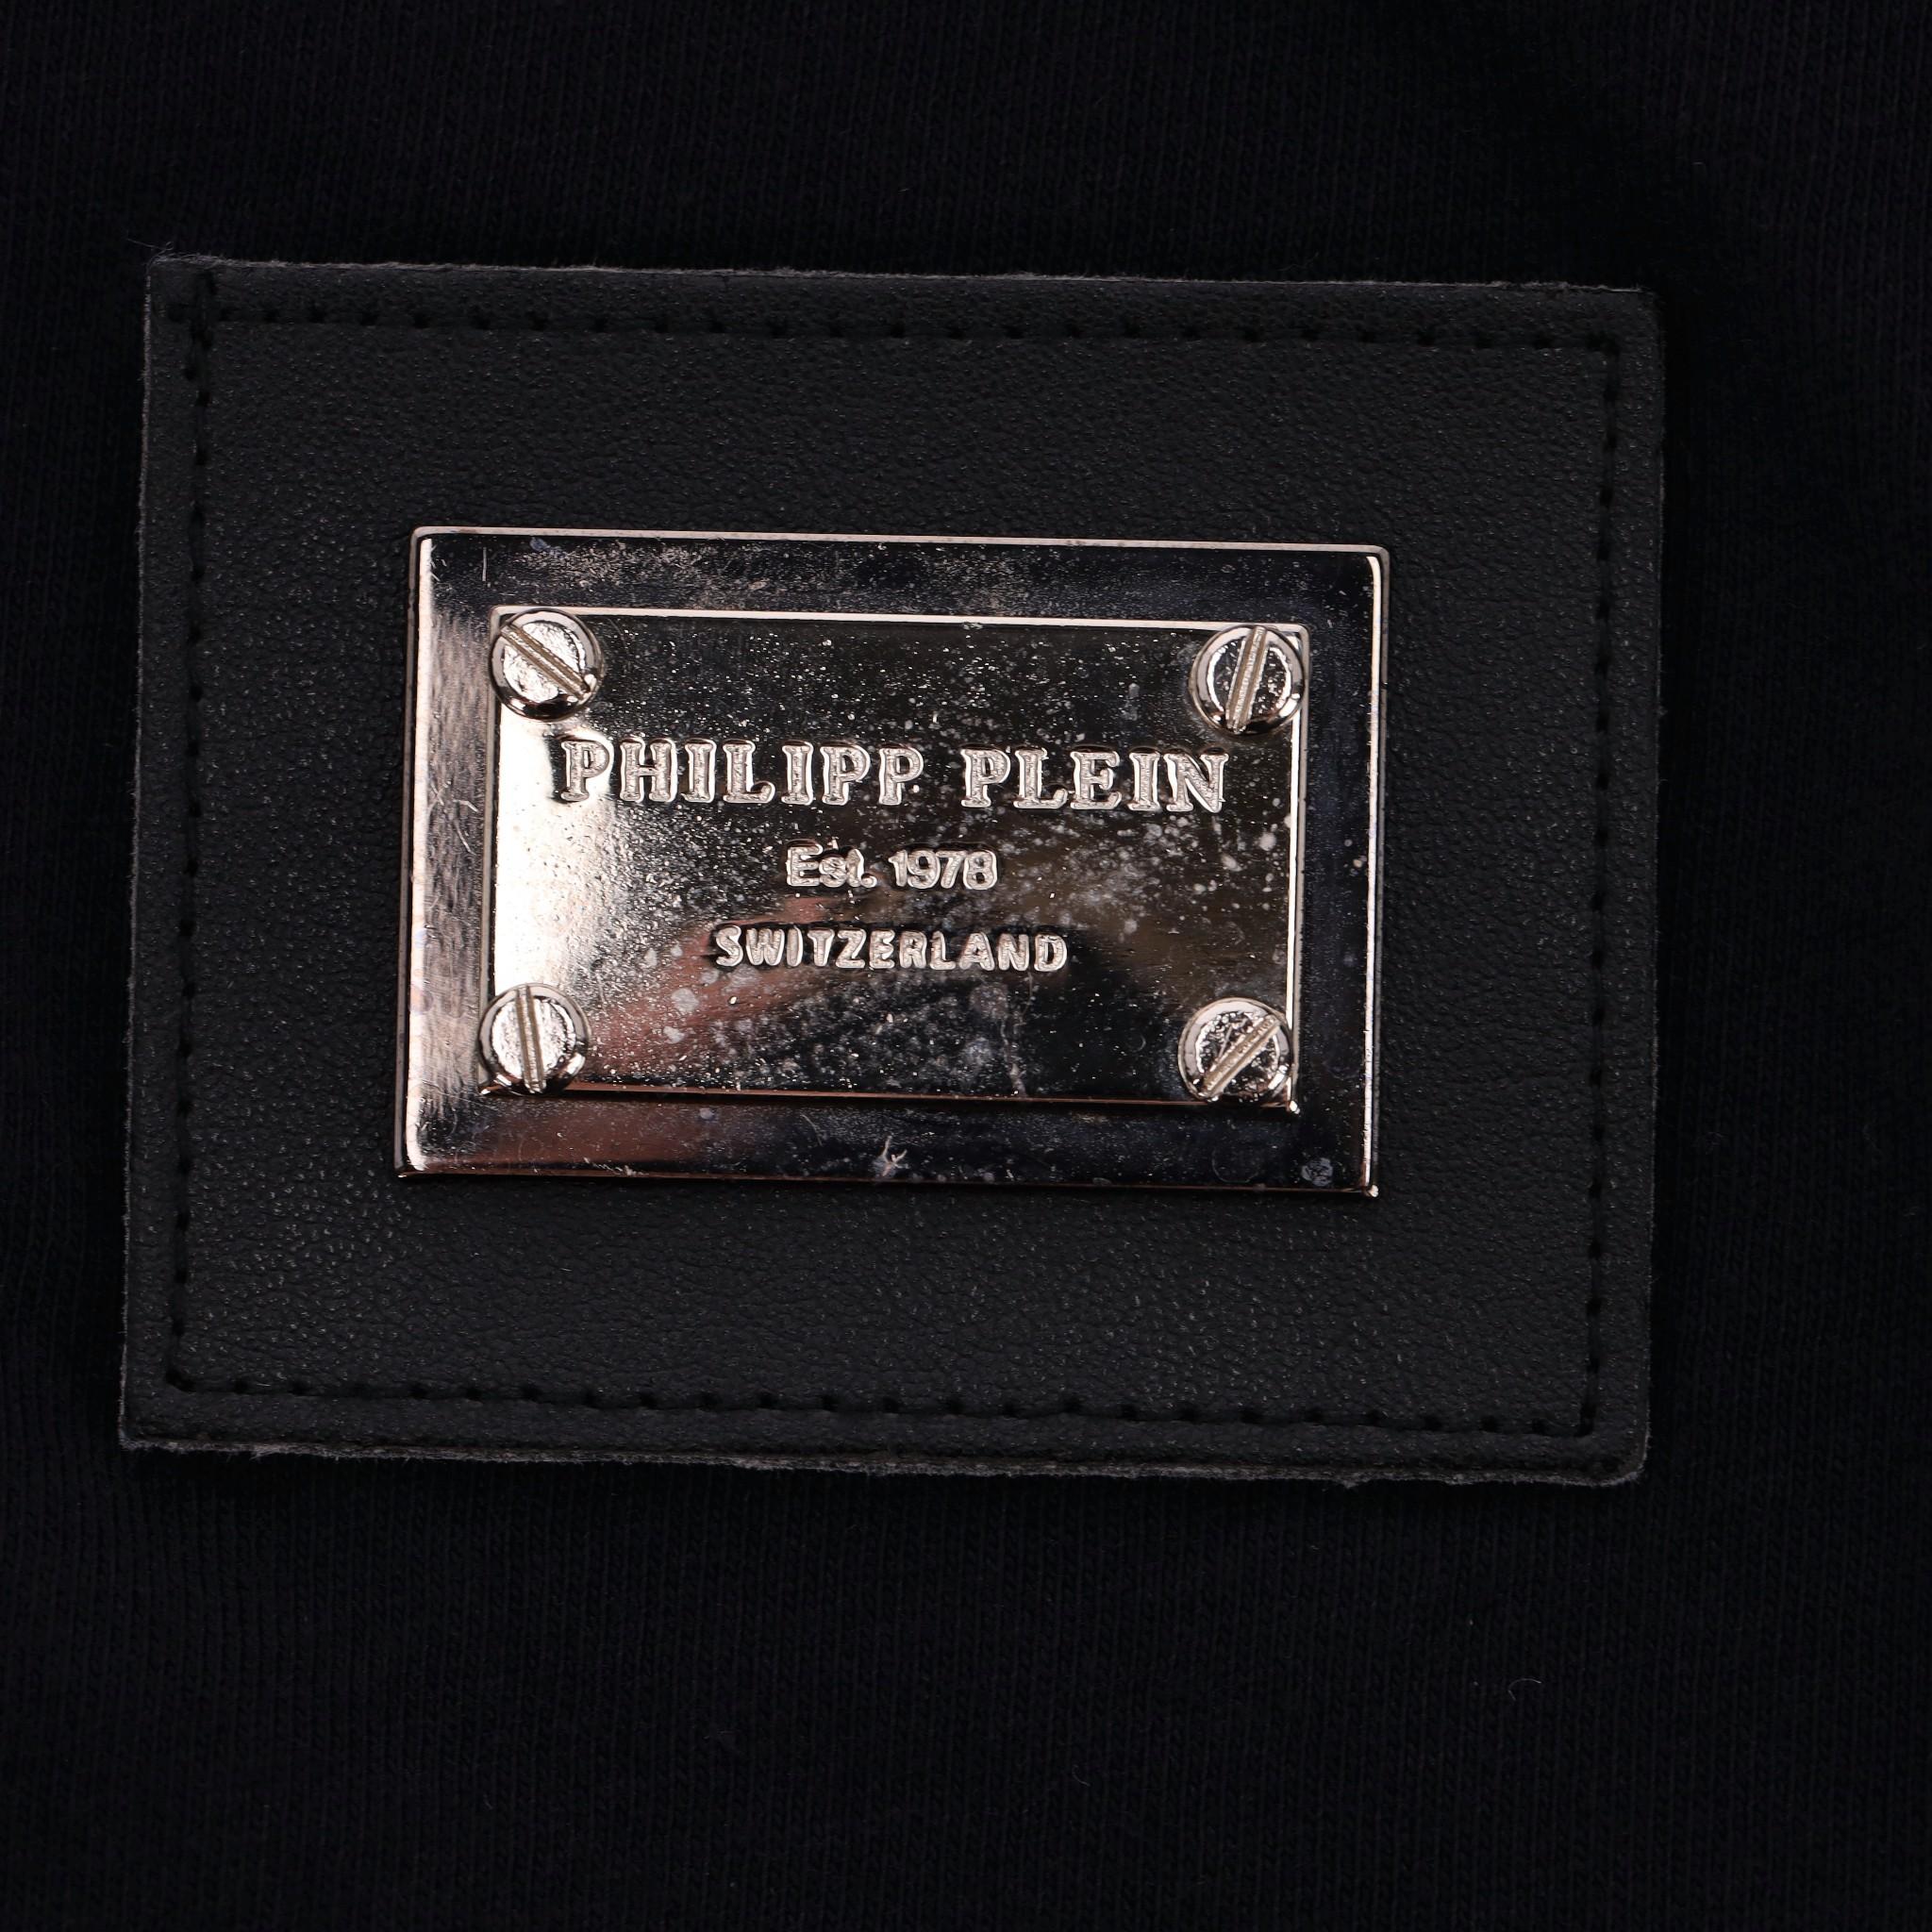 PHILIPP PLEIN
Est. 1978
SWITZERLAND